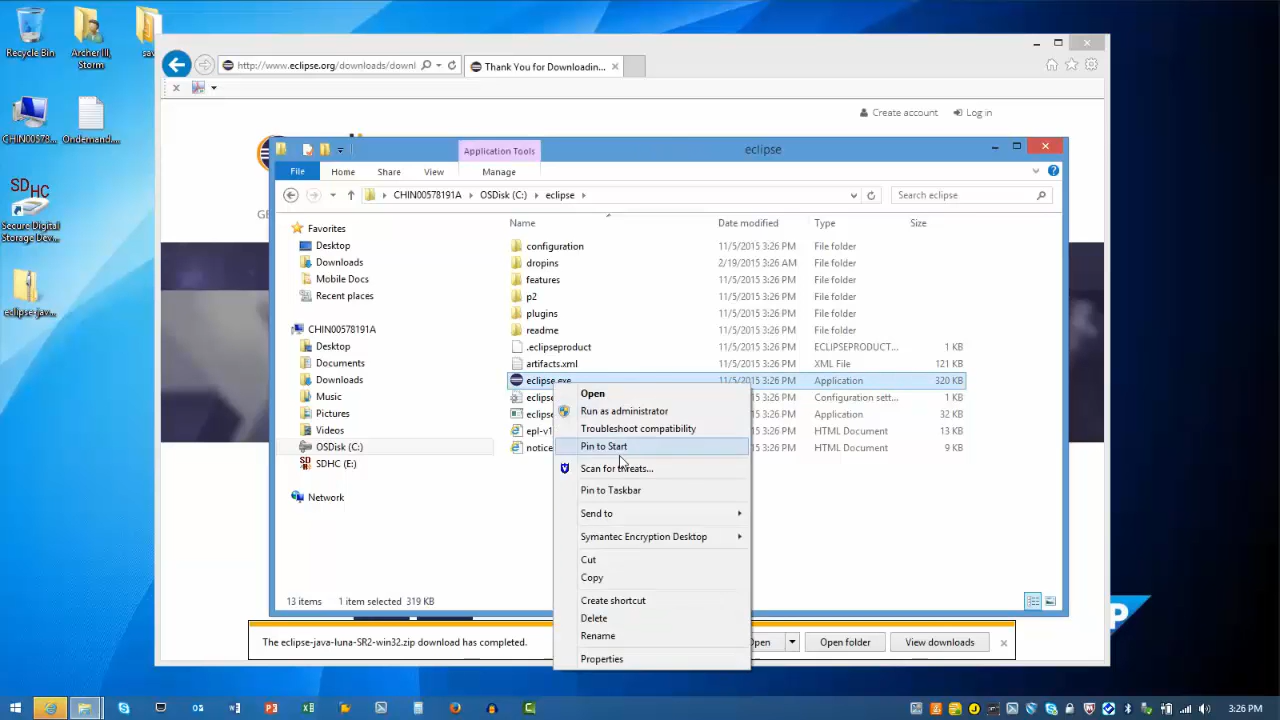 Recycle Bin
Archerill, Storm
sav
CHIN00578...
Ondemand....
SD HC
Secure Digital Storage Dev...
eclipse-jav...
http://www.eclipse.org/downloads/downl
Thank You for Downloadin...
Create account
Log in
GE
Application Tools
eclipse
File
Home
Share
View
Manage
CHIN00578191A
OSDisk (C:)
eclipse
Search eclipse
Name
Date modified
Type
Size
Favorites
Desktop
Downloads
Mobile Docs
Recent places
CHIN00578191A
Desktop
Documents
Downloads
Music
Pictures
Videos
OSDisk (C:)
SDHC (E:)
Network
configuration 11/5/2015 3:26 PM File folder
dropins 2/19/2015 3:26 AM File folder
features 11/5/2015 3:26 PM File folder
p2 11/5/2015 3:26 PM File folder
plugins 11/5/2015 3:26 PM File folder
readme 11/5/2015 3:26 PM File folder
.eclipseproduct 11/5/2015 3:26 PM ECLIPSEPRODUCT... 1 KB
artifacts.xml 11/5/2015 3:26 PM XML File 121 KB
eclipse.exe 11/5/2015 3:26 PM Application 320 KB
eclipse 11/5/2015 3:26 PM Configuration sett... 1 KB
eclipse 11/5/2015 3:26 PM Application 32 KB
epl-v1 11/5/2015 3:26 PM HTML Document 13 KB
notice 11/5/2015 3:26 PM HTML Document 9 KB
Open
Run as administrator
Troubleshoot compatibility
Pin to Start
Scan for threats...
Pin to Taskbar
Send to
Symantec Encryption Desktop
Cut
Copy
Create shortcut
Delete
Rename
Properties
13 items 1 item selected 319 KB
The eclipse-java-luna-SR2-win32.zip download has completed.
Open
Open folder
View downloads
P
3:26 PM